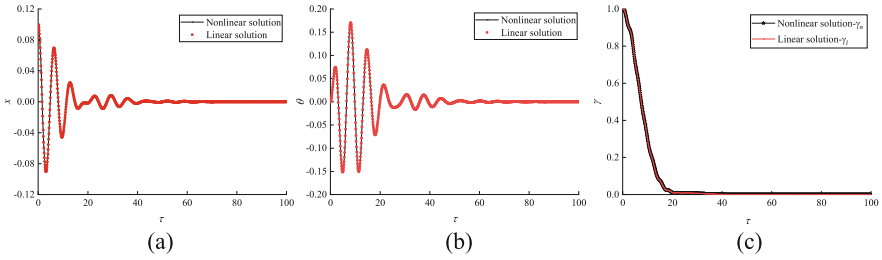 0.12
0.08
0.04
0.00
-0.04
-0.08
-0.12
x
0
20
40
60
80
100
τ
Nonlinear solution
Linear solution
(a)
0.20
0.15
0.10
0.05
0.00
-0.05
-0.10
-0.15
-0.20
θ
0
20
40
60
80
100
τ
Nonlinear solution
Linear solution
(b)
1.0
0.8
0.6
0.4
0.2
0.0
γ
0
20
40
60
80
100
τ
Nonlinear solution-γn
Linear solution-γl
(c)